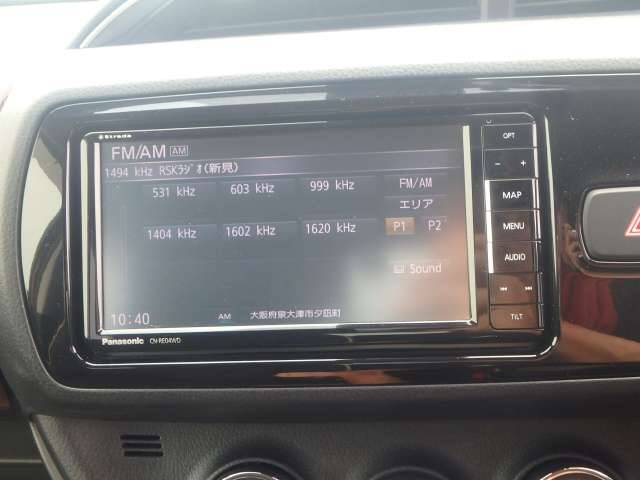 Strada
FM/AM AM
1494 kHz RSKﾗｼﾞｵ(新見)
531 kHz 603 kHz 999 kHz FM/AM
エリア
1404 kHz 1602 kHz 1620 kHz P1 P2
Sound
10:40 AM 大阪府泉大津市夕凪町
Panasonic CN-RE04WD
OPT
- +
MAP
MENU
AUDIO
TILT